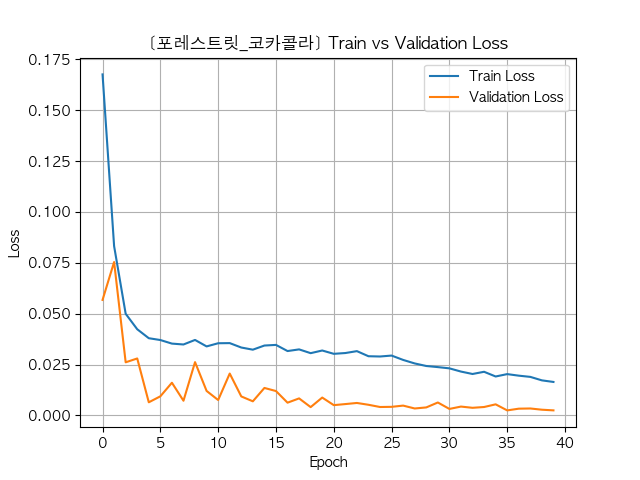 [포레스트릿_코카콜라] Train vs Validation Loss
Train Loss
Validation Loss
0.175
0.150
0.125
0.100
0.075
0.050
0.025
0.000
Loss
0 5 10 15 20 25 30 35 40
Epoch